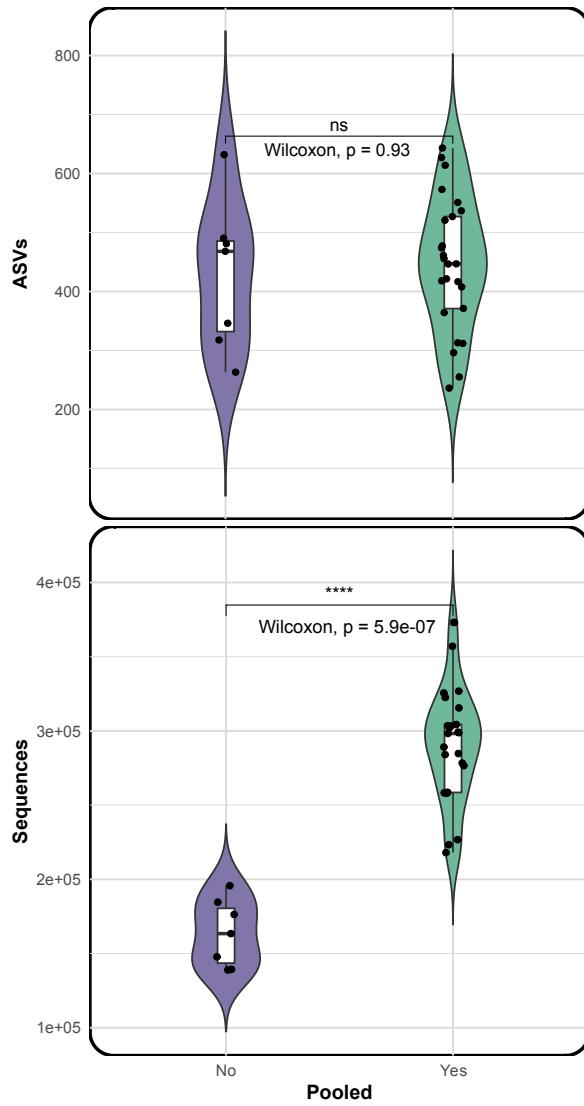 800
ns
Wilcoxon, p = 0.93
600
ASVs
400
200
4e+05
****
Wilcoxon, p = 5.9e-07
3e+05
Sequences
2e+05
1e+05
No Yes
Pooled